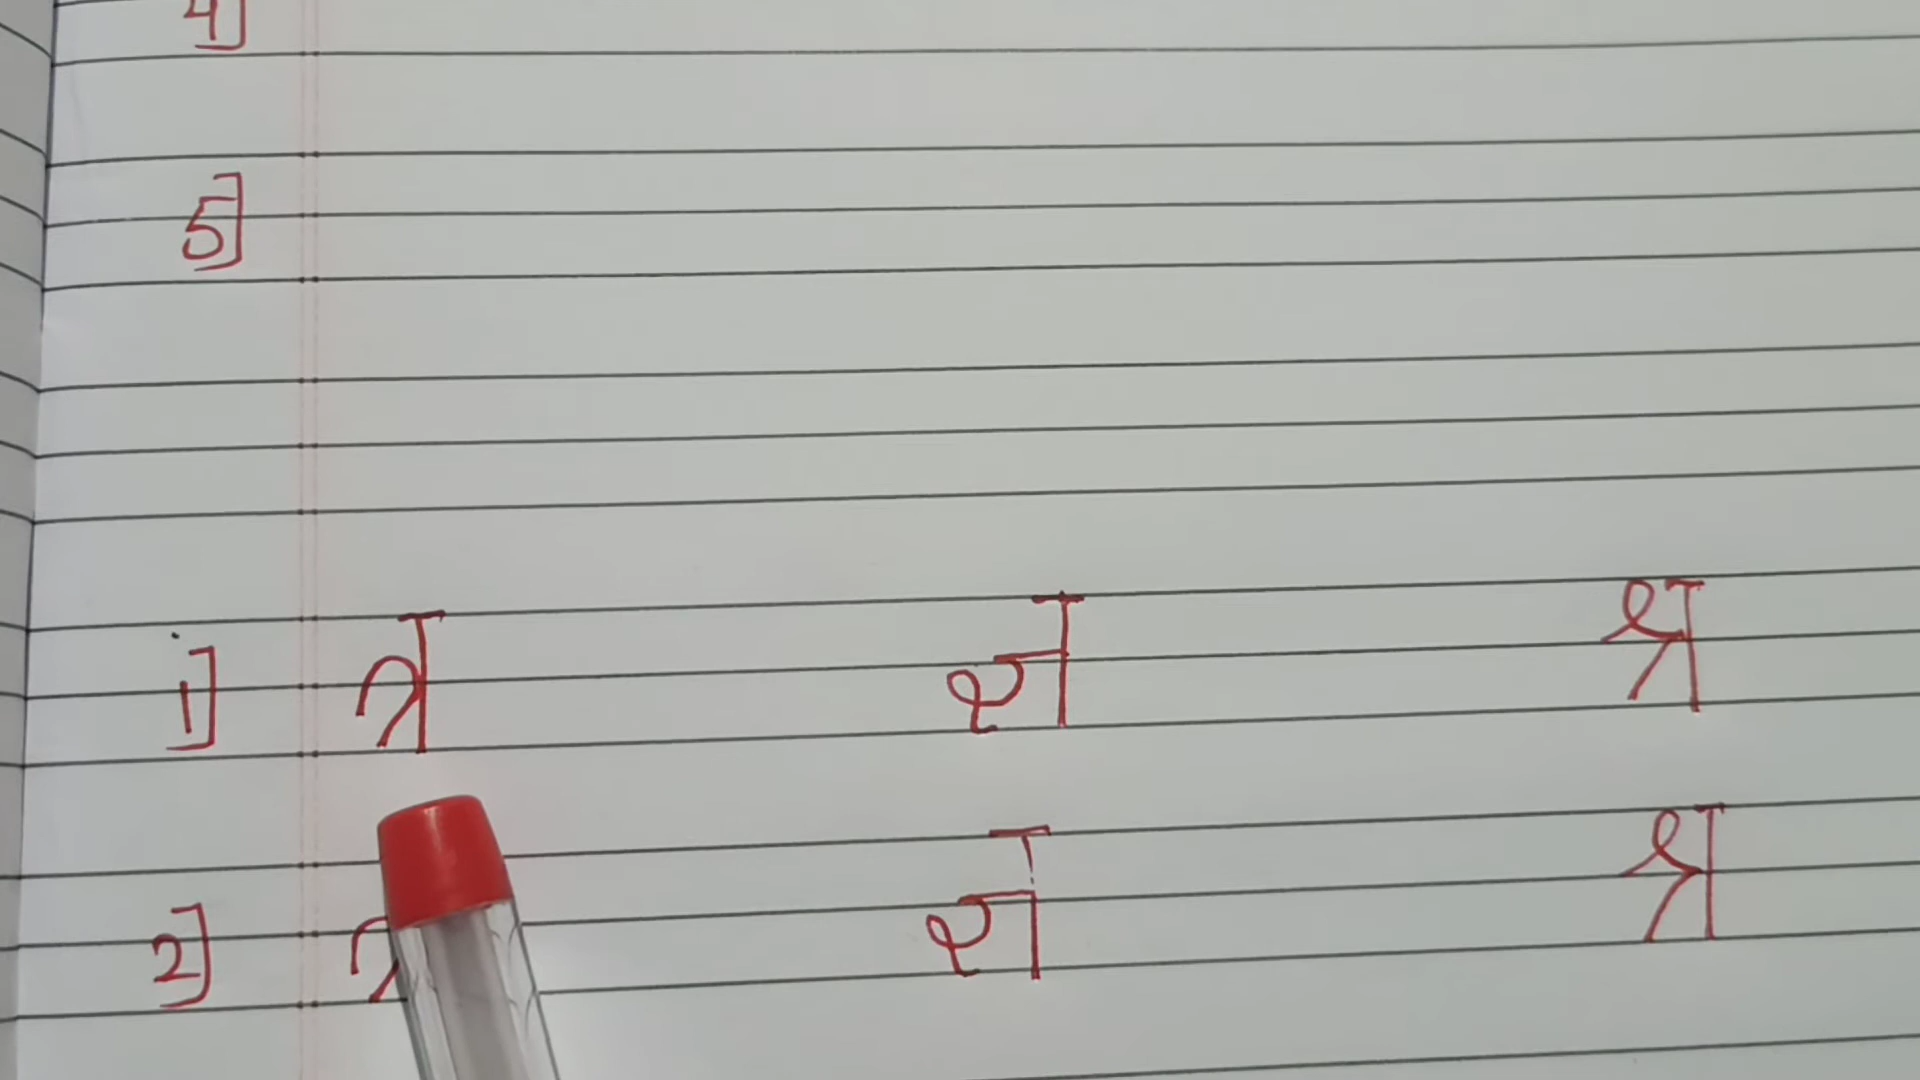 4]
5]
1] त्र ज्ञ श्र
2] त्र ज्ञ श्र